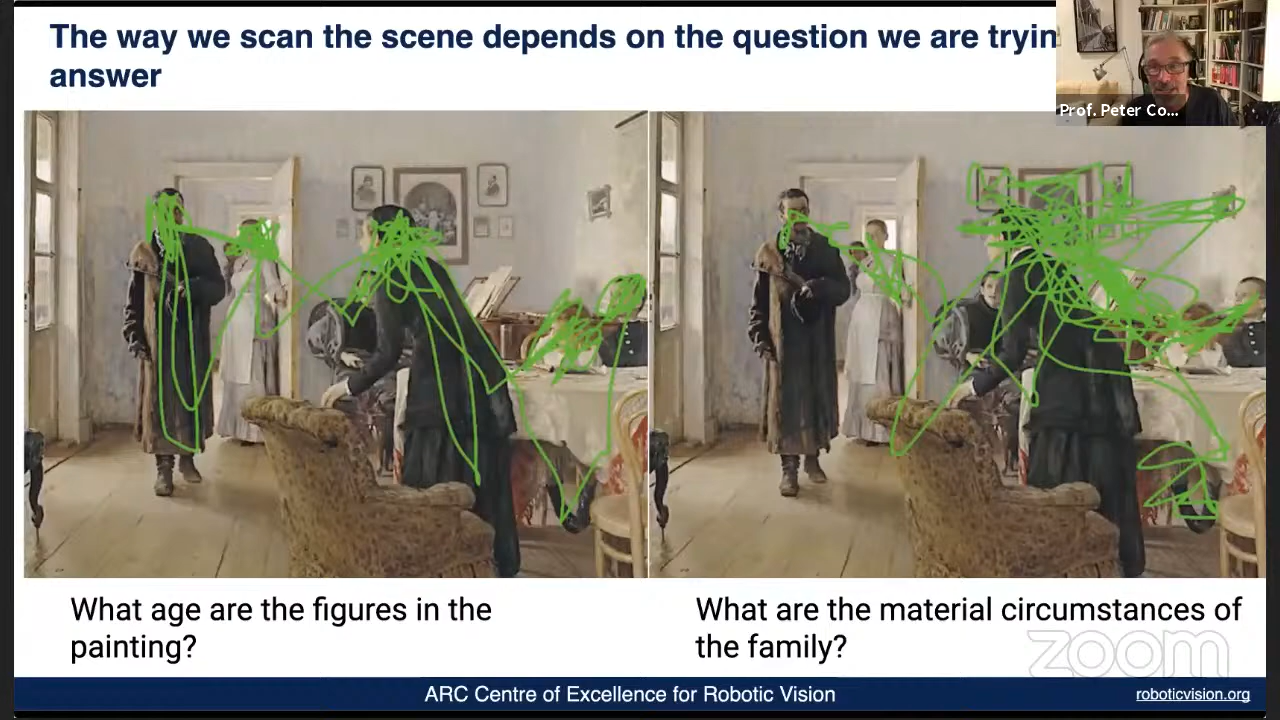 The way we scan the scene depends on the question we are tryin
answer
Prof. Peter Co...
What age are the figures in the
painting?
What are the material circumstances of
the family?
zoom
ARC Centre of Excellence for Robotic Vision
roboticvision.org